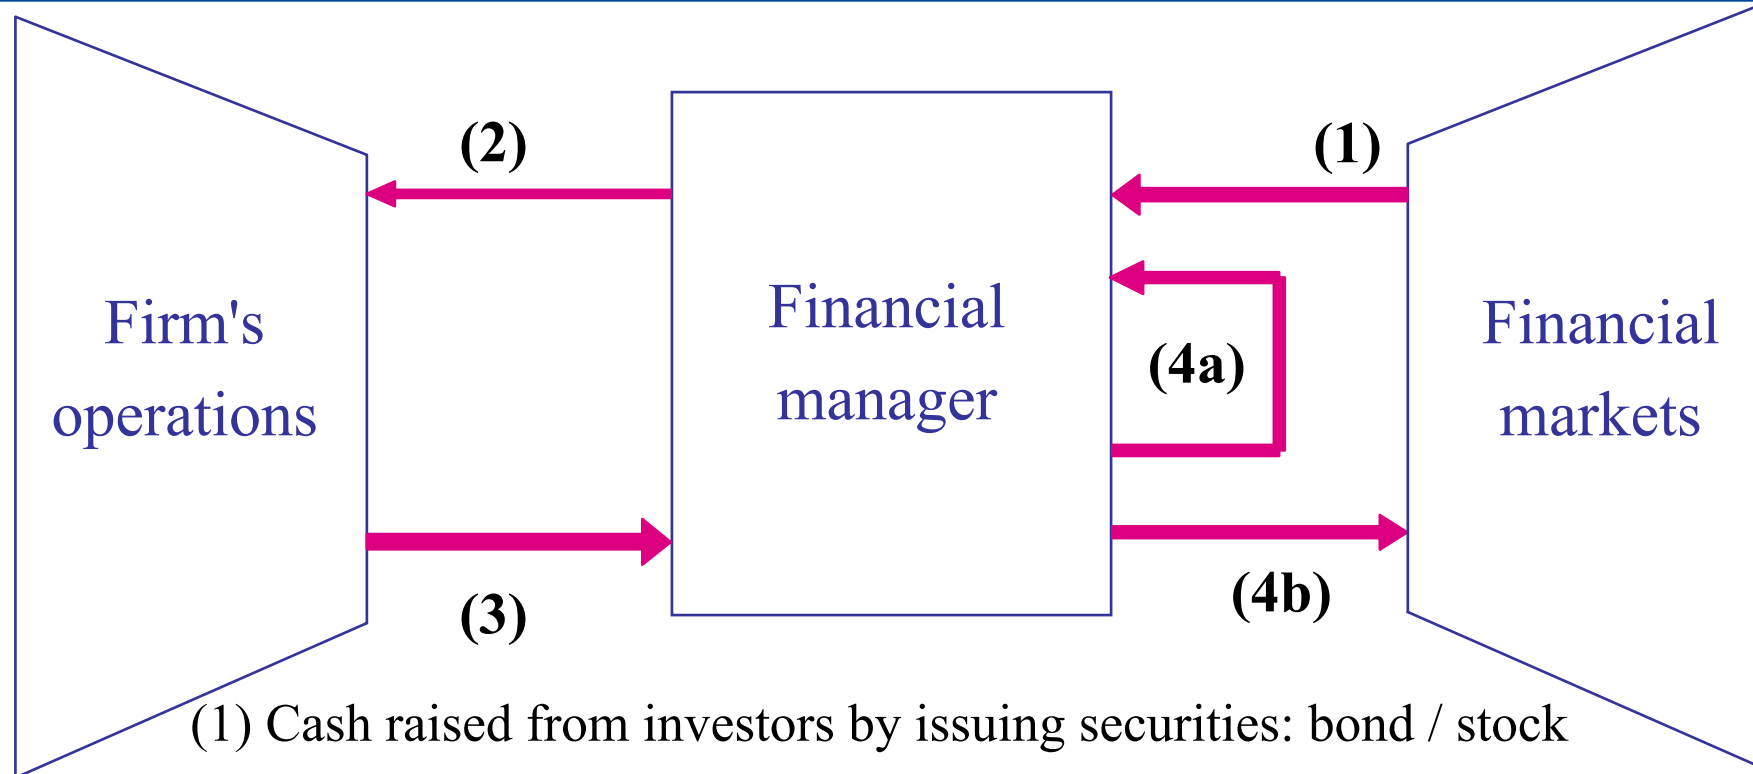 (2)
(1)
Firm's
operations
Financial
manager
(4a)
Financial
markets
(3)
(4b)
(1) Cash raised from investors by issuing securities: bond / stock